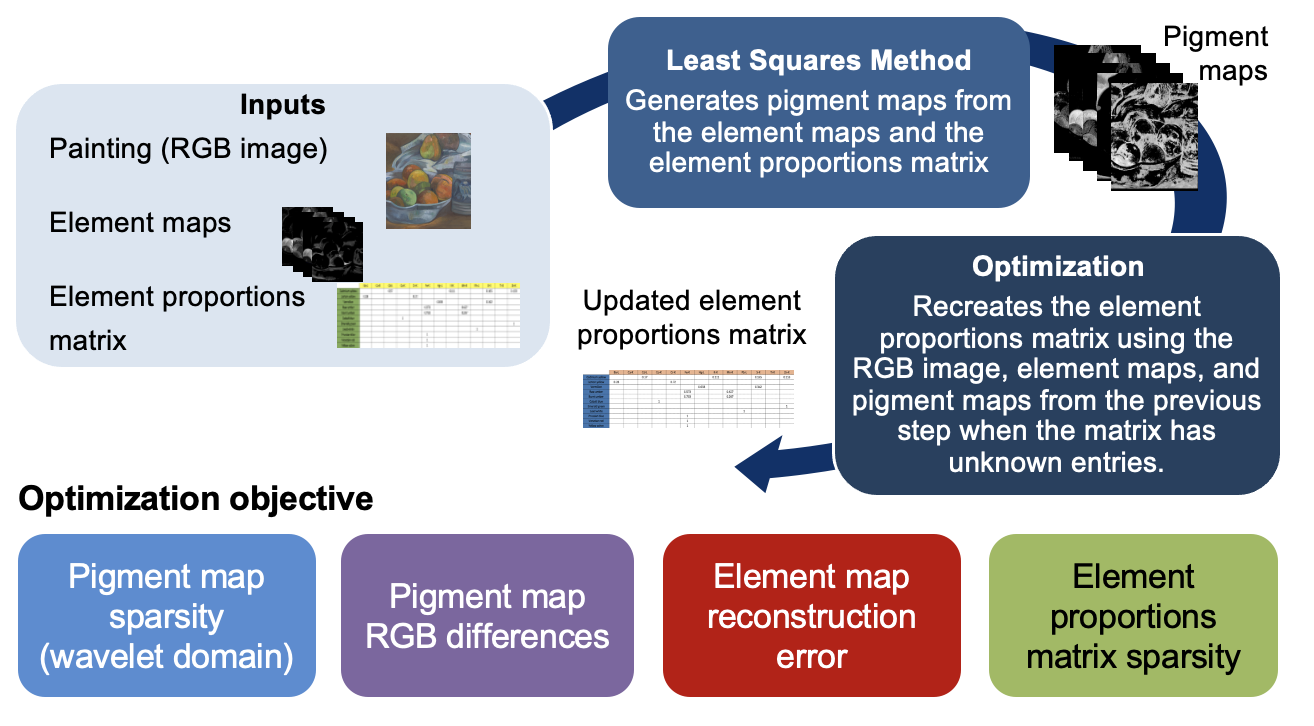 Inputs
Painting (RGB image)
Element maps
Element proportions
matrix
Least Squares Method
Generates pigment maps from
the element maps and the
element proportions matrix
Pigment
maps
Optimization
Recreates the element
proportions matrix using the
RGB image, element maps, and
pigment maps from the previous
step when the matrix has
unknown entries.
Updated element
proportions matrix
Optimization objective
Pigment map
sparsity
(wavelet domain)
Pigment map
RGB differences
Element map
reconstruction
error
Element
proportions
matrix sparsity